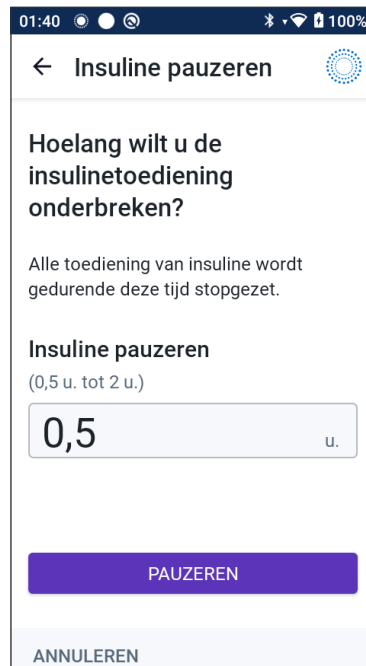 01:40 100%
Insuline pauzeren
Hoelang wilt u de
insulinetoediening
onderbreken?
Alle toediening van insuline wordt
gedurende deze tijd stopgezet.
Insuline pauzeren
(0,5 u. tot 2 u.)
0,5 u.
PAUZEREN
ANNULEREN